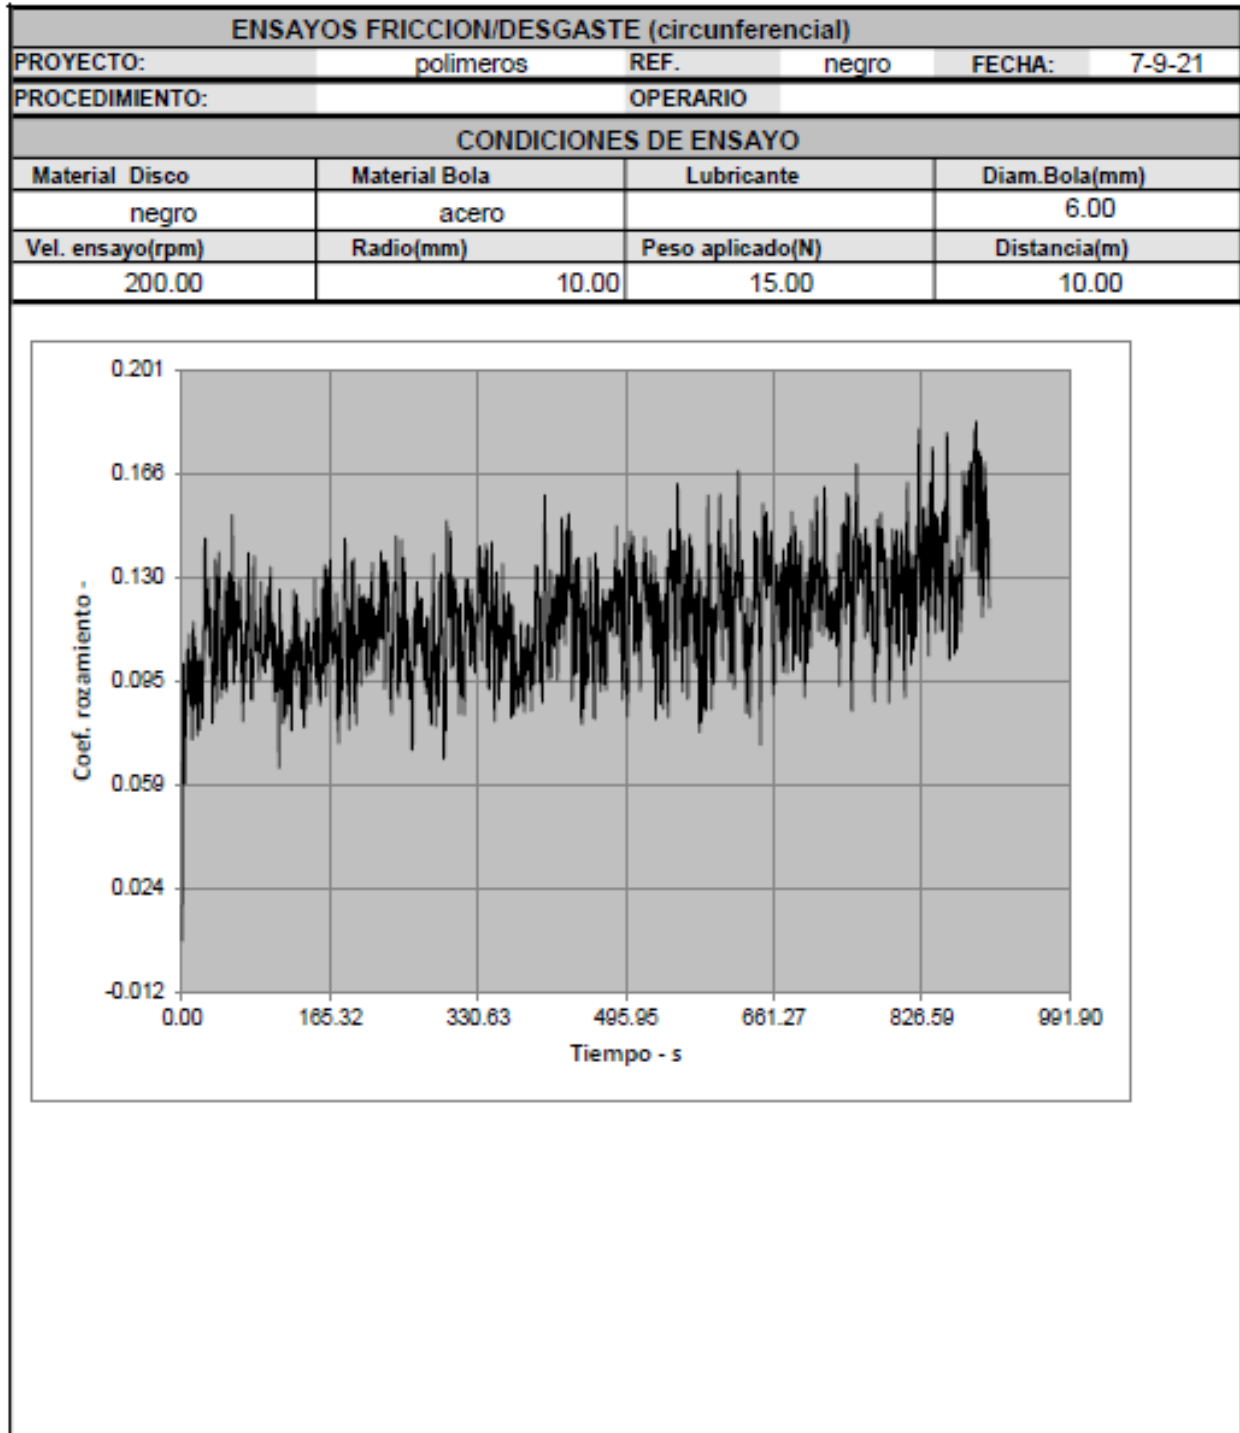 ENSAYOS FRICCION/DESGASTE (circunferencial)
PROYECTO: polimeros REF. negro FECHA: 7-9-21
PROCEDIMIENTO: OPERARIO
CONDICIONES DE ENSAYO
Material Disco Material Bola Lubricante Diam.Bola(mm)
negro acero 6.00
Vel. ensayo(rpm) Radio(mm) Peso aplicado(N) Distancia(m)
200.00 10.00 15.00 10.00
0.201
0.166
0.130
0.095
0.059
0.024
-0.012
Coef. rozamiento -
0.00 165.32 330.63 495.95 661.27 826.59 991.90
Tiempo - s